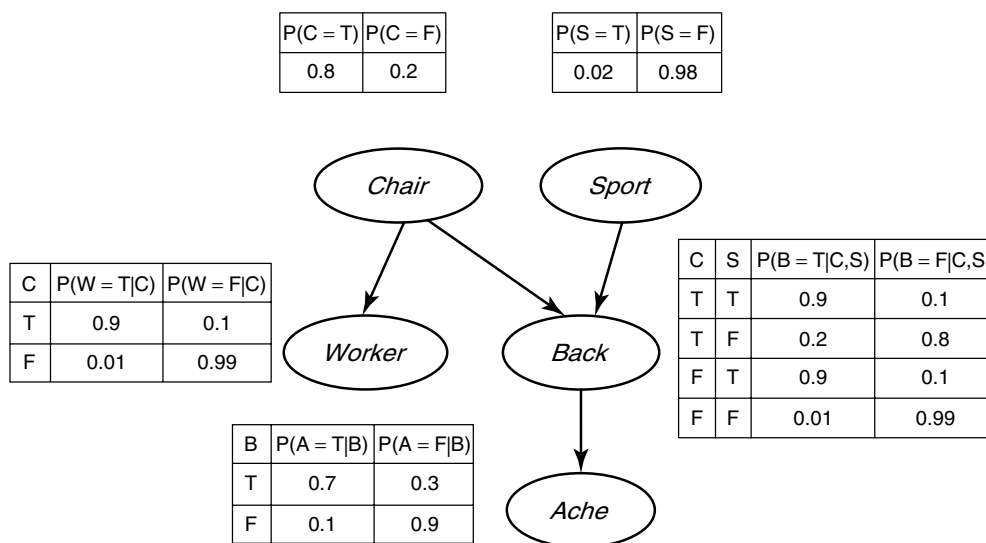 P(C = T) P(C = F) P(S = T) P(S = F)
0.8 0.2 0.02 0.98
Chair Sport
C P(W = T|C) P(W = F|C)
T 0.9 0.1
F 0.01 0.99
C S P(B = T|C,S) P(B = F|C,S
T T 0.9 0.1
T F 0.2 0.8
F T 0.9 0.1
F F 0.01 0.99
Worker Back
B P(A = T|B) P(A = F|B)
T 0.7 0.3
F 0.1 0.9
Ache